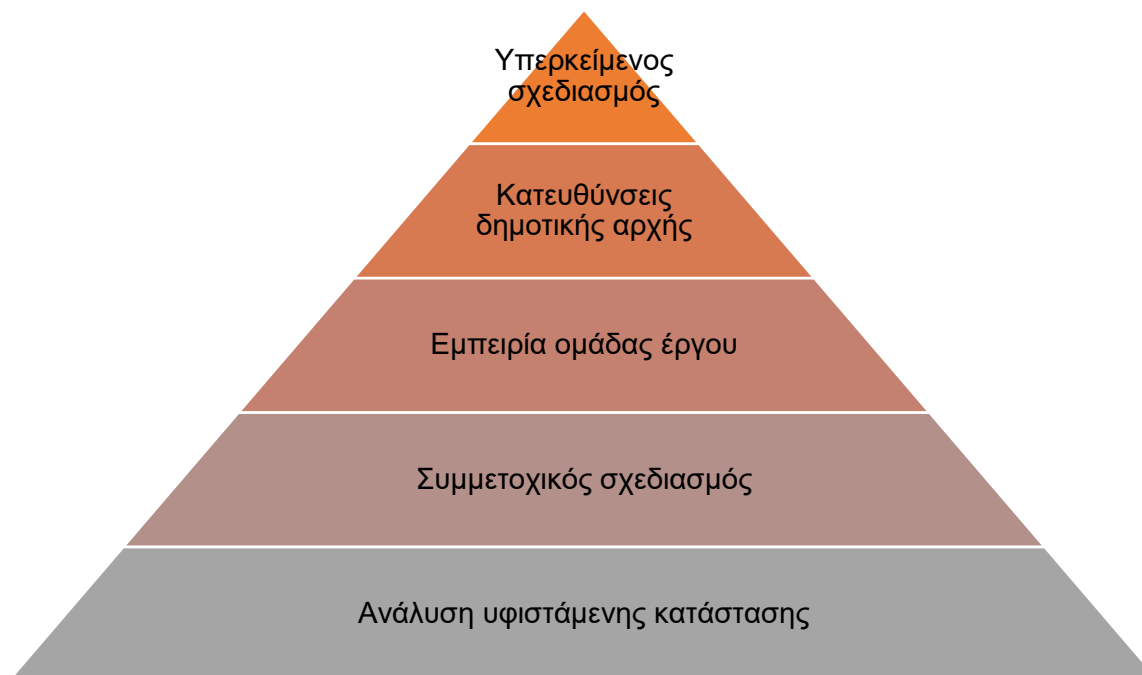 Υπερκείμενος
σχεδιασμός
Κατευθύνσεις
δημοτικής αρχής
Εμπειρία ομάδας έργου
Συμμετοχικός σχεδιασμός
Ανάλυση υφιστάμενης κατάστασης